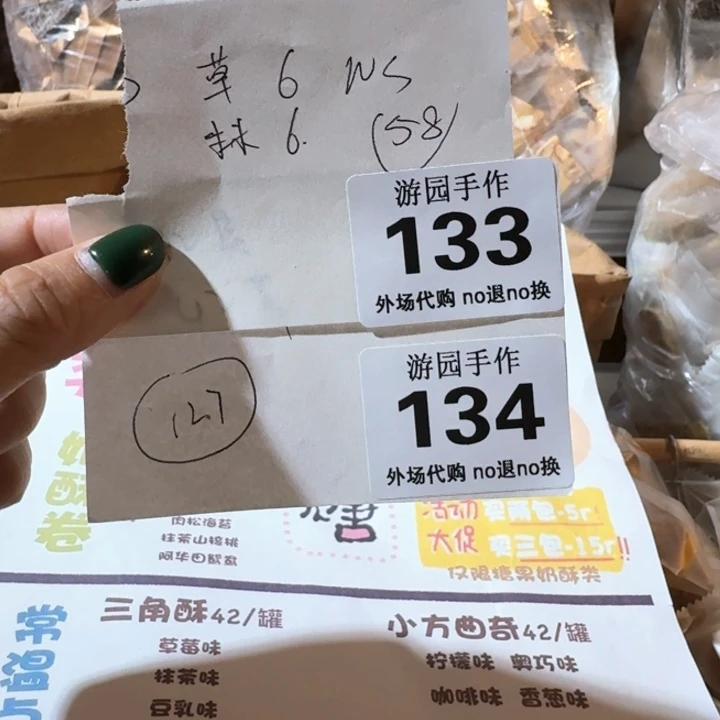 草 6 NS
抹 6. (58)
游园手作
133
外场代购 no退no换
游园手作
134
外场代购 no退no换
127
奶酥卷
肉松海苔
抹茶山核桃
阿华田鸳鸯
活动 买两包-5r
大促 买三包-15r!!
仅限糖果奶酥类
三角酥42/罐
草莓味
抹茶味
豆乳味
小方曲奇42/罐
柠檬味 奥巧味
咖啡味 香葱味